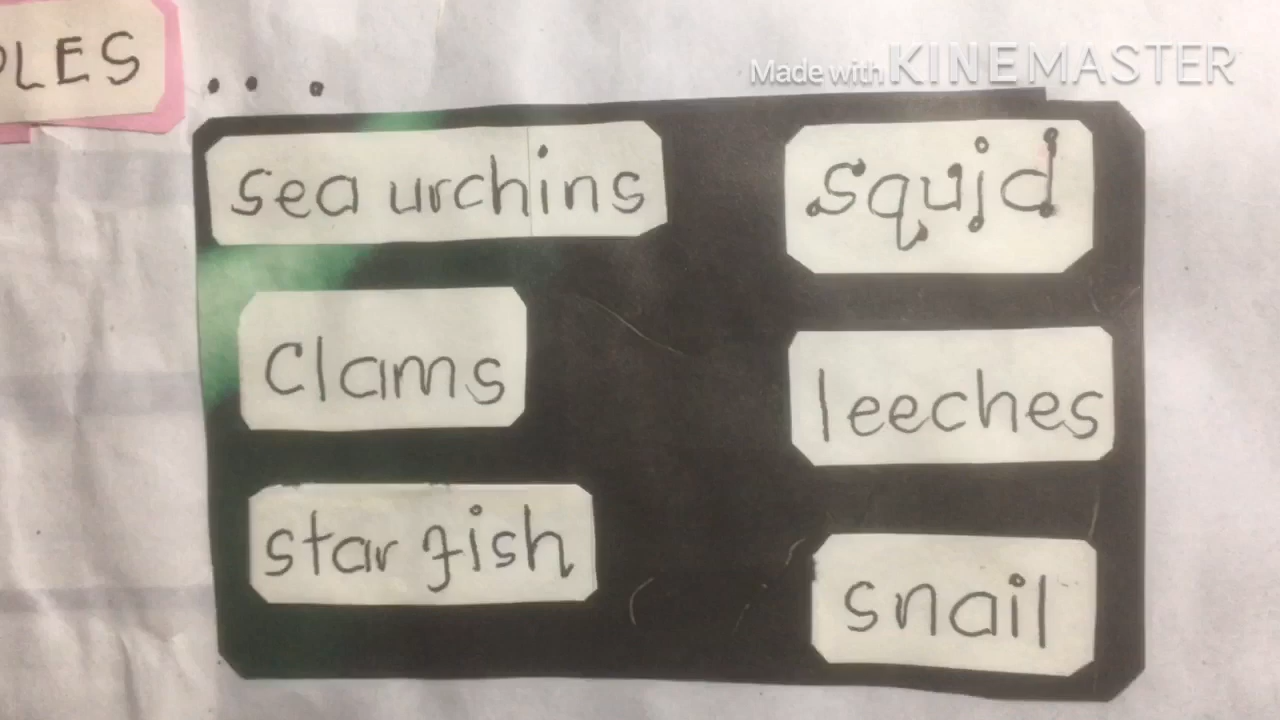 PLES ...
Made with KINEMASTER
sea urchins
squid
Clams
leeches
star fish
snail